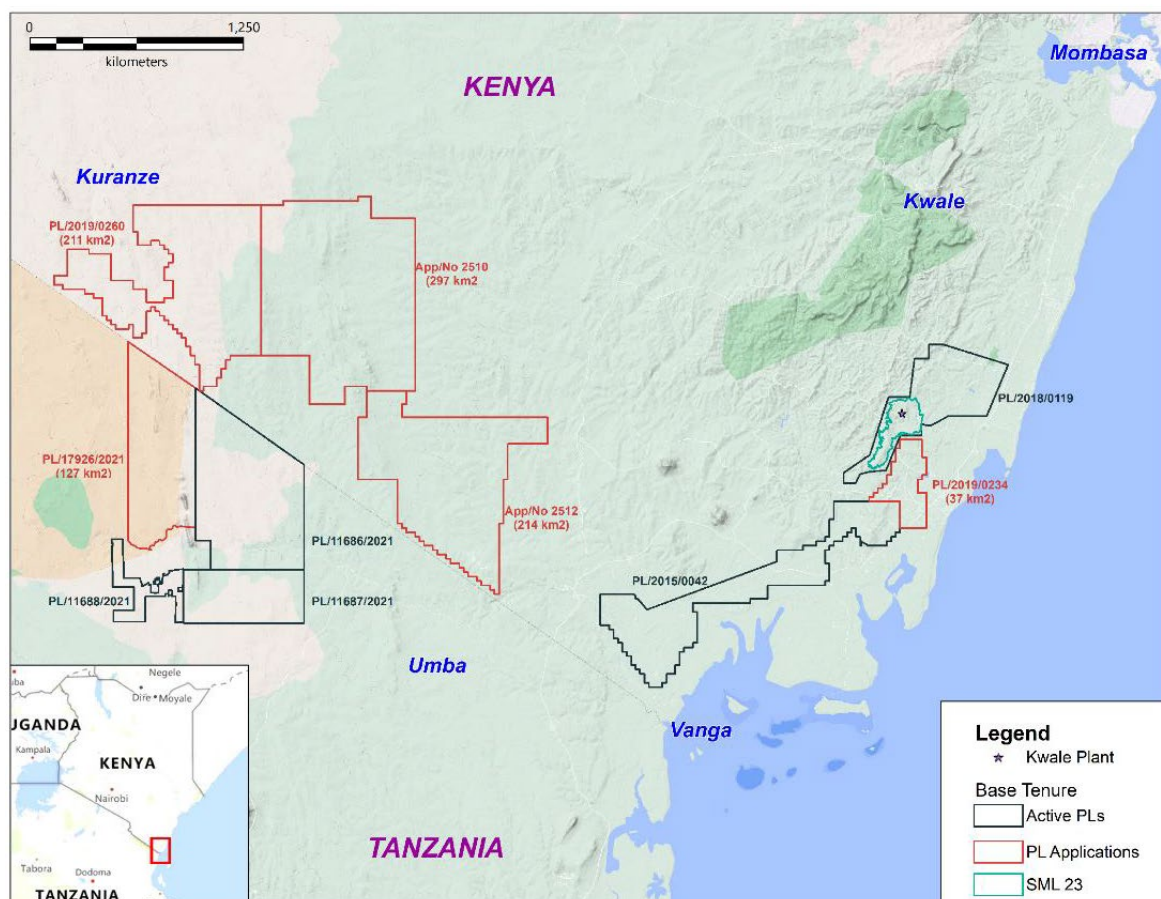 0 1,250
kilometers
KENYA
Mombasa
Kuranze
Kwale
PL/2019/0260
(211 km2)
App/No 2510
(297 km2
PL/2018/0119
PL/17926/2021
(127 km2)
PL/2019/0234
(37 km2)
App/No 2512
(214 km2)
PL/11686/2021
PL/2015/0042
PL/11688/2021
PL/11687/2021
Umba
Vanga
TANZANIA
Negele
Dire
Moyale
UGANDA
Kampala
KENYA
Nairobi
Tabora
Dodoma
TANZANIA
Legend
Kwale Plant
Base Tenure
Active PLs
PL Applications
SML 23